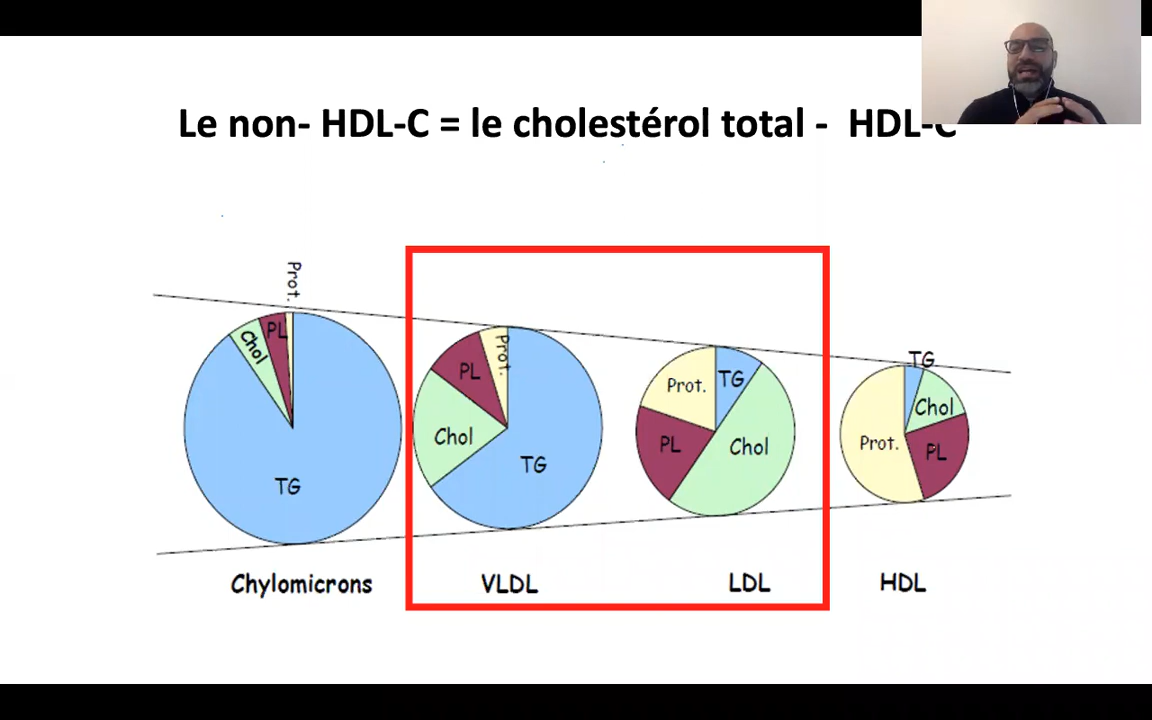 Le non- HDL-C = le cholestérol total - HDL-C
Prot.
Chol
PL
TG
Prot.
PL
Chol
TG
Prot.
TG
PL
Chol
TG
Chol
Prot.
PL
Chylomicrons
VLDL
LDL
HDL